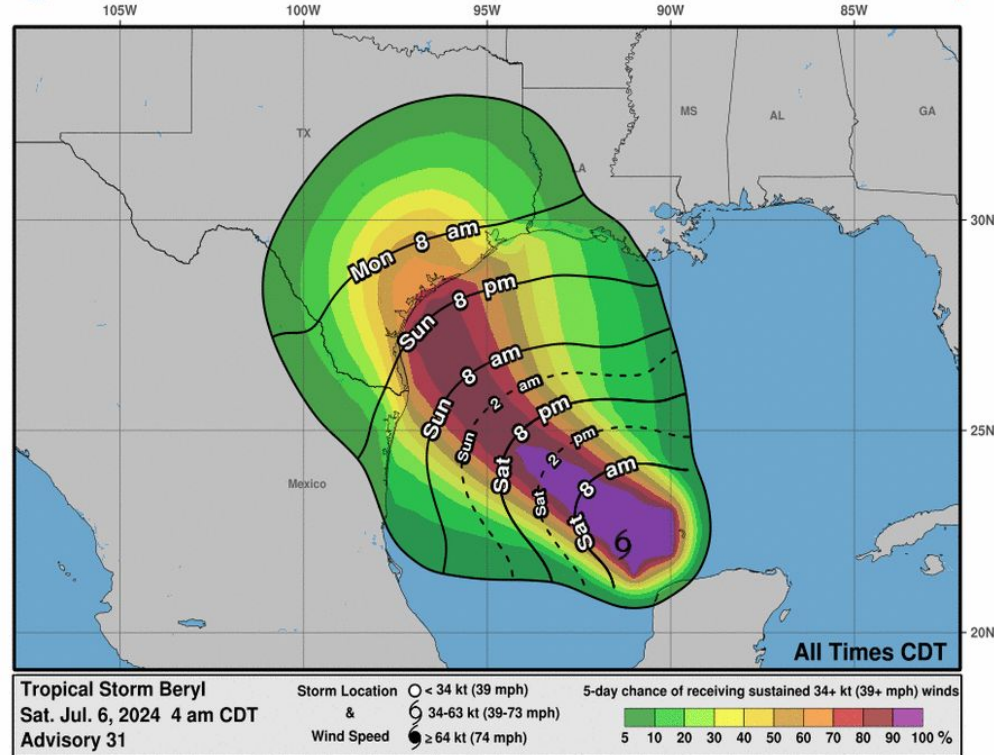 105W 100W 95W 90W 85W
TX
MS
AL
GA
LA
30N
Mon 8 am
Sun 8 pm
Sun 8 am
Sun 2 am
25N
Sat 8 pm
Sat 2 pm
Sat 8 am
Mexico
20N
All Times CDT
Tropical Storm Beryl
Sat. Jul. 6, 2024 4 am CDT
Advisory 31
Storm Location
&
Wind Speed
< 34 kt (39 mph)
34-63 kt (39-73 mph)
≥ 64 kt (74 mph)
5-day chance of receiving sustained 34+ kt (39+ mph) winds
5 10 20 30 40 50 60 70 80 90 100 %